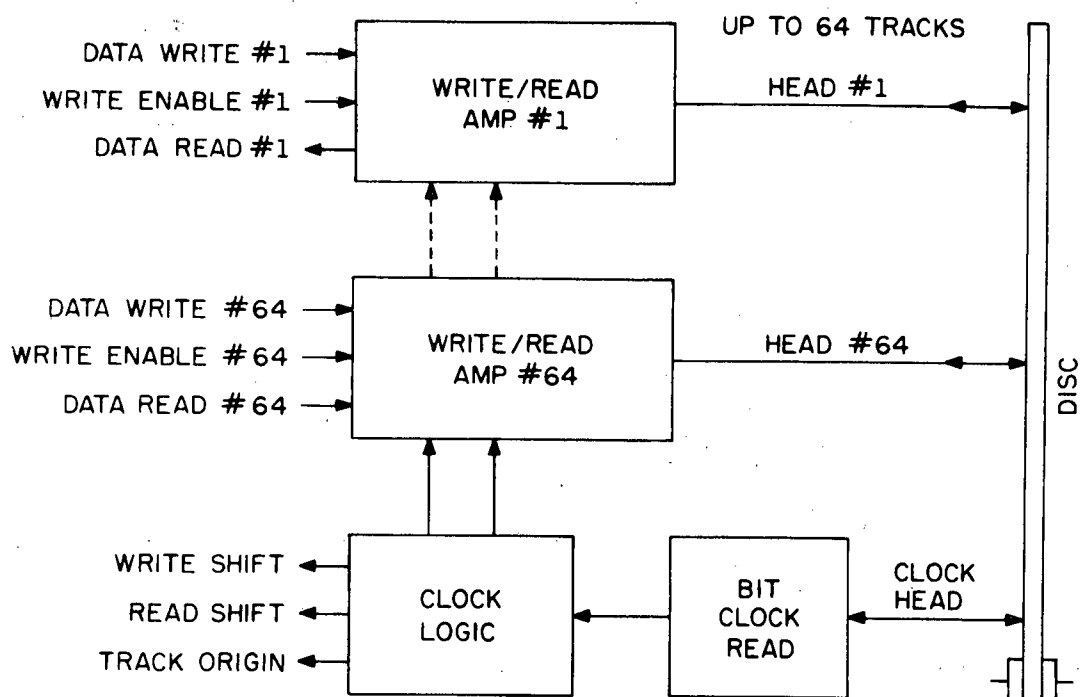 UP TO 64 TRACKS
DATA WRITE #1
WRITE ENABLE #1
DATA READ #1
WRITE/READ
AMP #1
HEAD #1
DATA WRITE #64
WRITE ENABLE #64
DATA READ #64
WRITE/READ
AMP #64
HEAD #64
DISC
WRITE SHIFT
READ SHIFT
TRACK ORIGIN
CLOCK
LOGIC
BIT
CLOCK
READ
CLOCK
HEAD